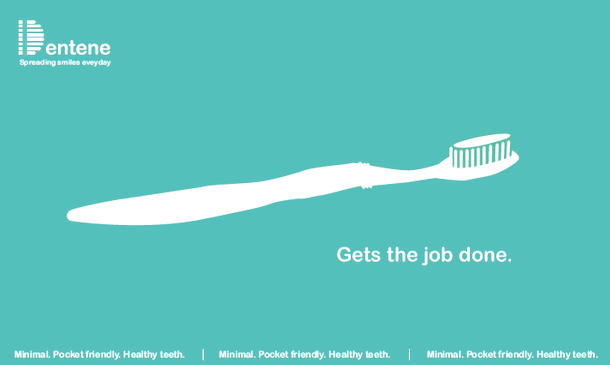 Dentene
Spreading smiles eveyday
Gets the job done.
Minimal. Pocket friendly. Healthy teeth. | Minimal. Pocket friendly. Healthy teeth. | Minimal. Pocket friendly. Healthy teeth.